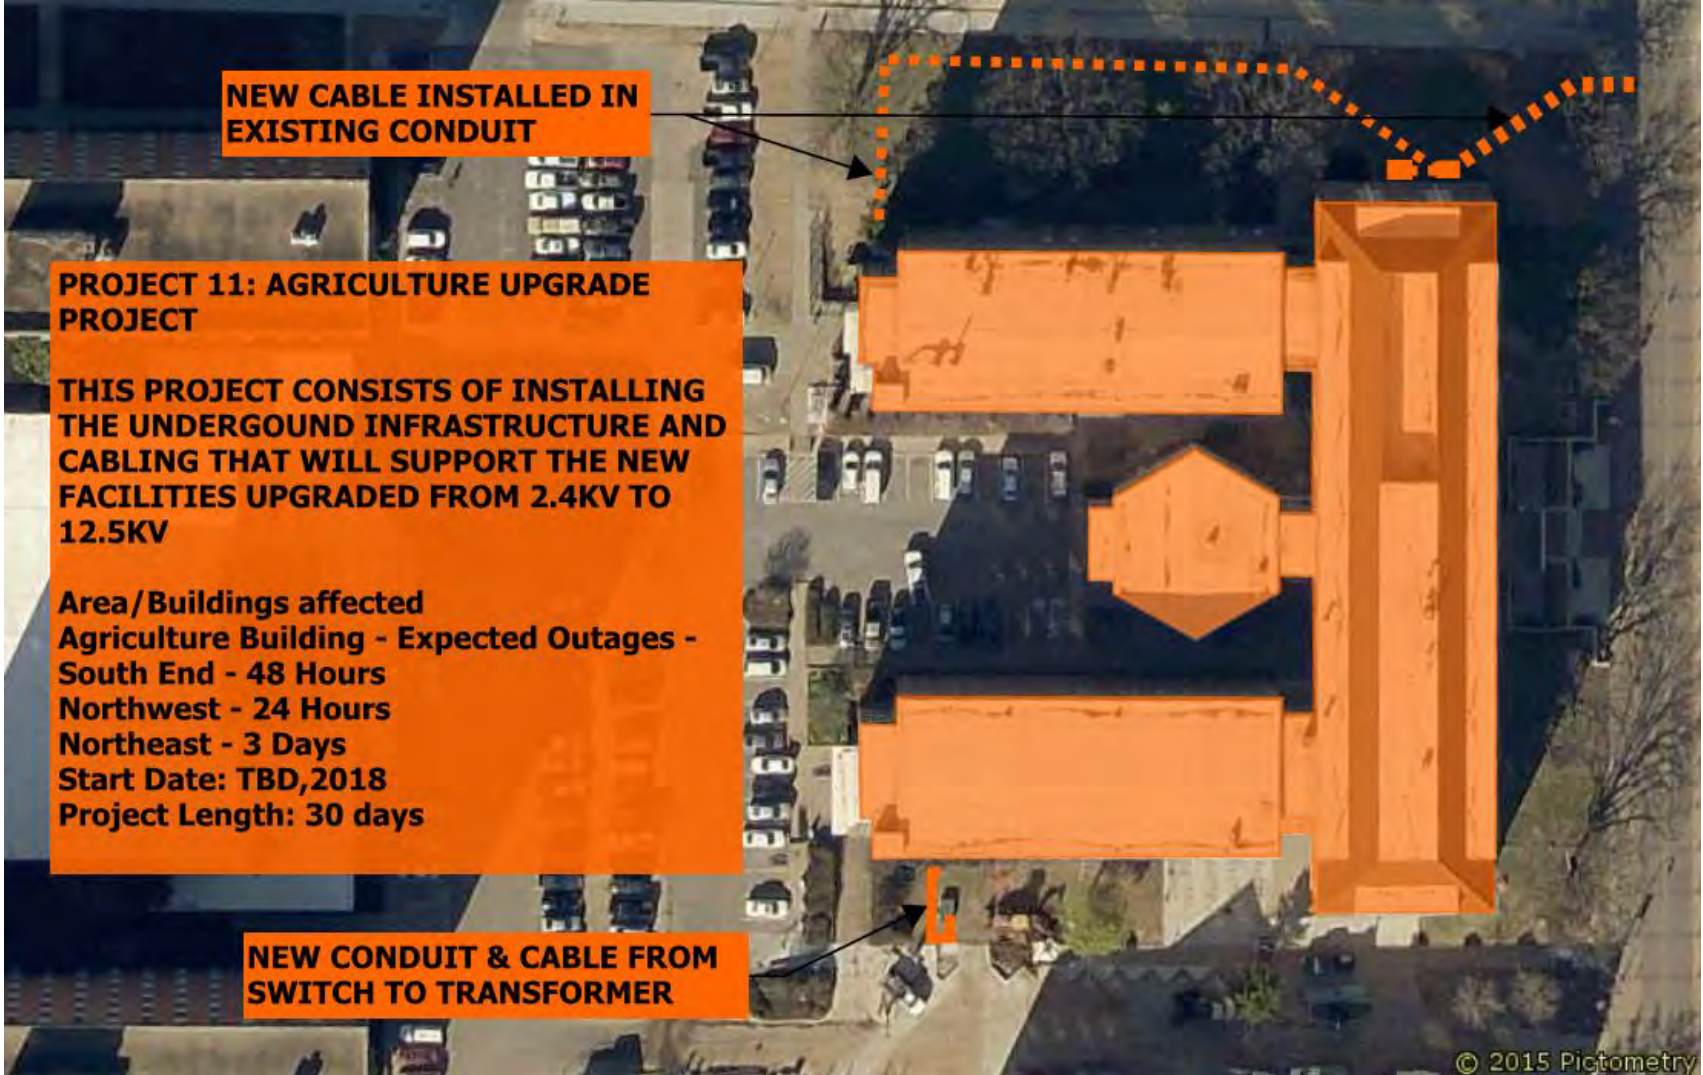 NEW CABLE INSTALLED IN
EXISTING CONDUIT
PROJECT 11: AGRICULTURE UPGRADE
PROJECT
THIS PROJECT CONSISTS OF INSTALLING
THE UNDERGOUND INFRASTRUCTURE AND
CABLING THAT WILL SUPPORT THE NEW
FACILITIES UPGRADED FROM 2.4KV TO
12.5KV
Area/Buildings affected
Agriculture Building - Expected Outages -
South End - 48 Hours
Northwest - 24 Hours
Northeast - 3 Days
Start Date: TBD,2018
Project Length: 30 days
NEW CONDUIT & CABLE FROM
SWITCH TO TRANSFORMER
© 2015 Pictometry